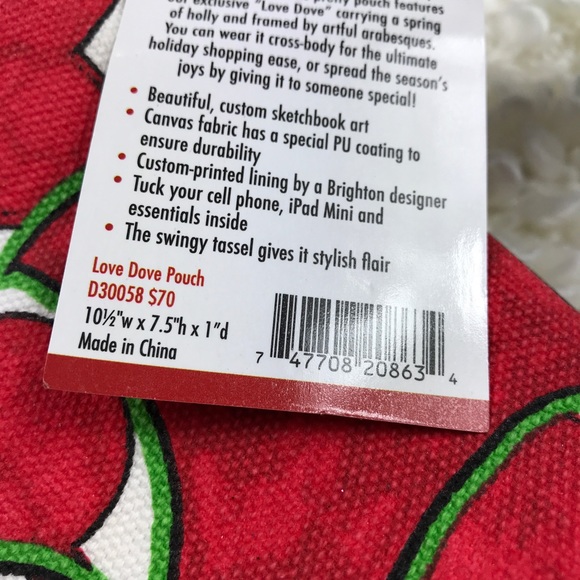 pretty pouch features
our exclusive "Love Dove" carrying a spring
of holly and framed by artful arabesques.
You can wear it cross-body for the ultimate
holiday shopping ease, or spread the season's
joys by giving it to someone special!
• Beautiful, custom sketchbook art
• Canvas fabric has a special PU coating to
ensure durability
• Custom-printed lining by a Brighton designer
• Tuck your cell phone, iPad Mini and
essentials inside
• The swingy tassel gives it stylish flair
Love Dove Pouch
D30058 $70
10½"w x 7.5"h x 1"d
Made in China
7 47708 20863 4